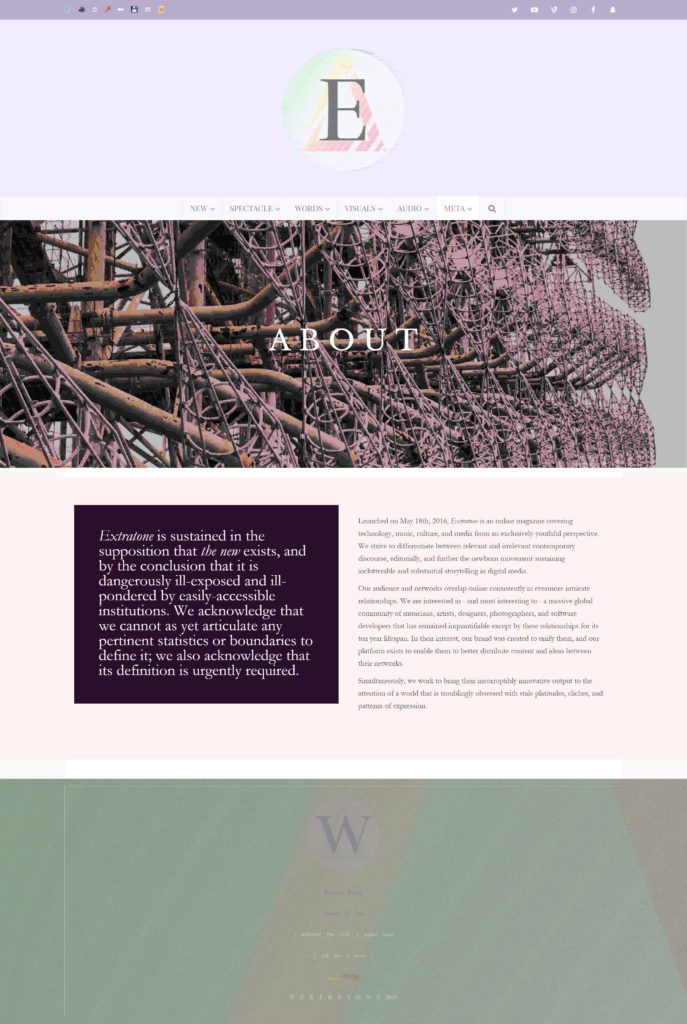 E
NEW SPECTACLE WORDS VISUALS AUDIO META
ABOUT
Extratone is sustained in the
supposition that the new exists, and
by the conclusion that it is
dangerously ill-exposed and ill-
pondered by easily-accessible
institutions. We acknowledge that
we cannot as yet articulate any
pertinent statistics or boundaries to
define it; we also acknowledge that
its definition is urgently required.
Launched on May 18th, 2016, Extratone is an online magazine covering
technology, music, culture, and media from an exclusively-youthful perspective.
We strive to differentiate between relevant and irrelevant contemporary
discourse, editorially, and further the newborn movement sustaining
ineluctable and substantial storytelling in digital media.
Our audience and networks overlap online consistently in evermore intricate
relationships. We are interested in - and most interesting to - a massive global
community of musicians, artists, designers, photographers, and software
developers that has remained inquantifiable except by these relationships for its
ten year lifespan. In their interest, our brand was created to unify them, and our
platform exists to enable them to better distribute content and ideas between
their networks.
Simultaneously, we work to bring their incorruptibly innovative output to the
attention of a world that is troublingly obsessed with stale platitudes, cliches, and
patterns of expression.
W
Privacy Policy
Terms of Use
[ tell me a story ]
© EXTRATONE 2017